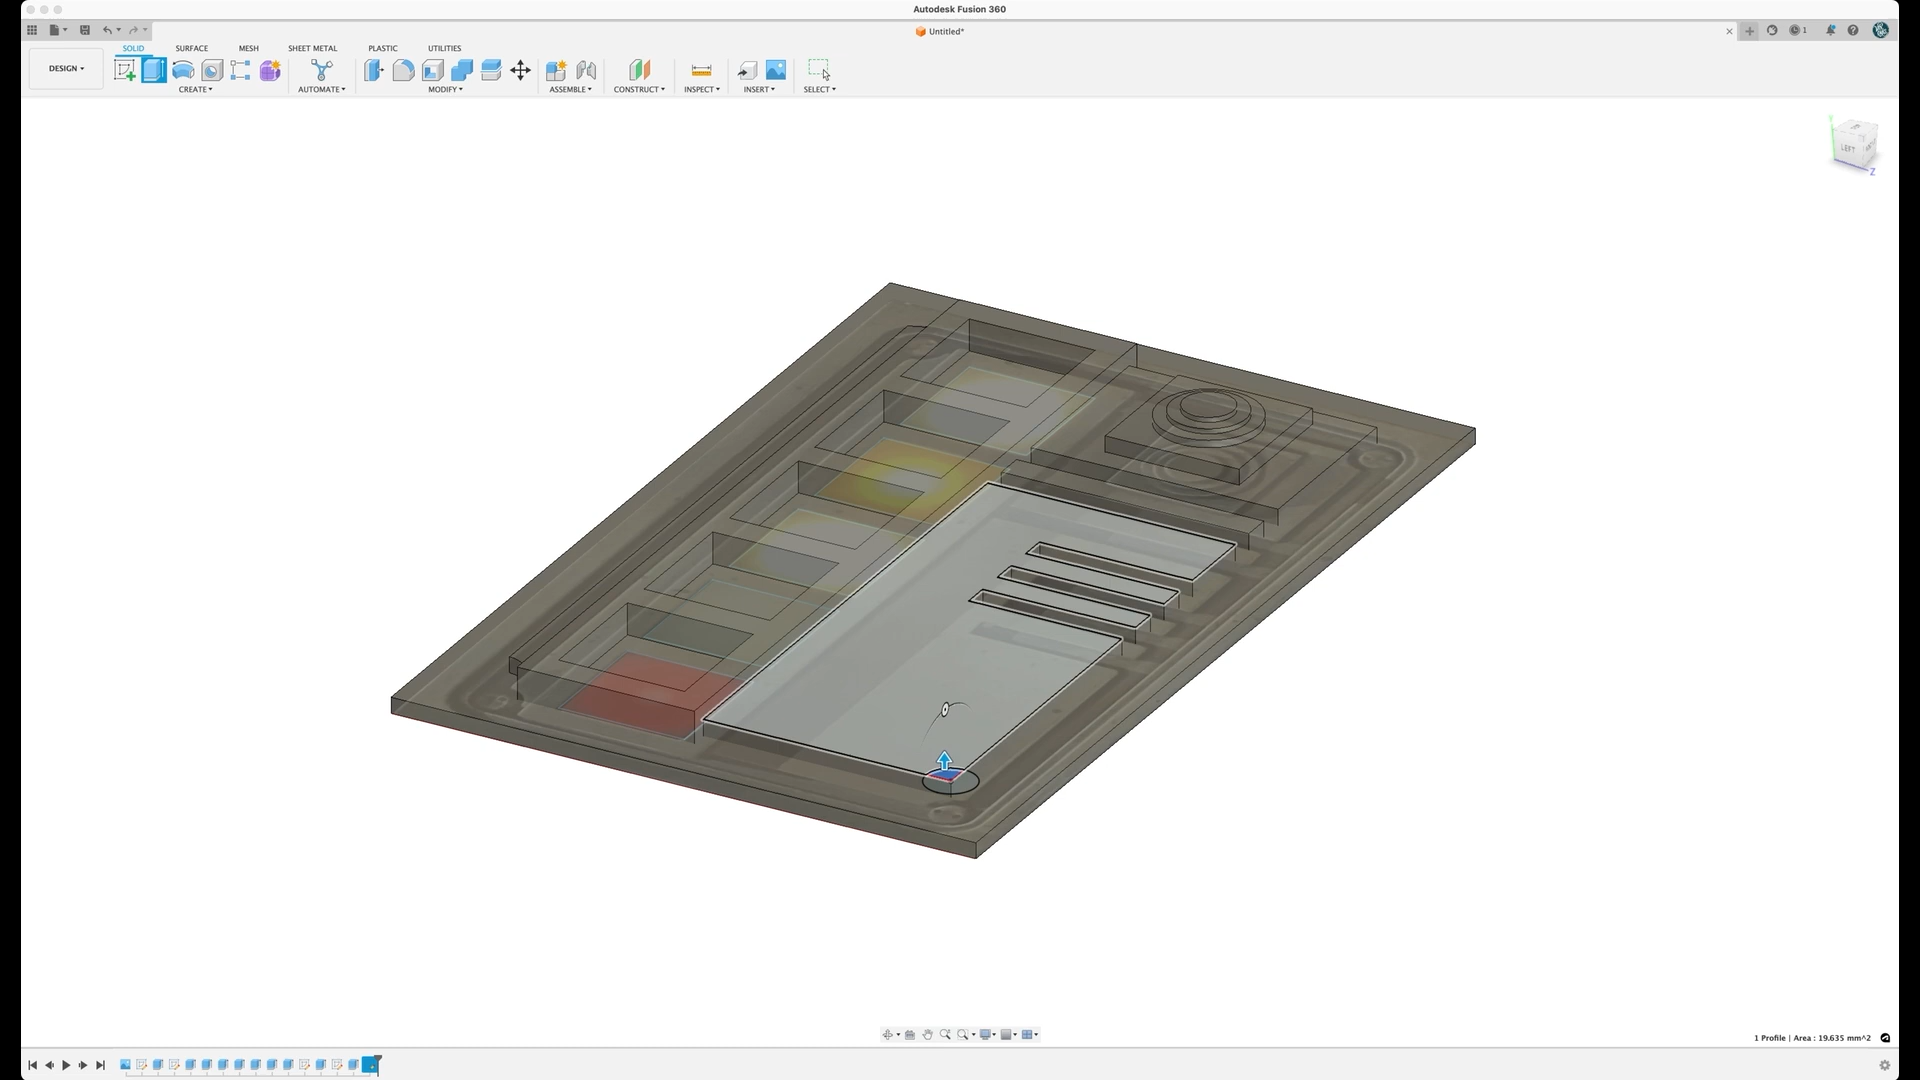 Autodesk Fusion 360
Untitled*
1
SOLID SURFACE MESH SHEET METAL PLASTIC UTILITIES
DESIGN
CREATE AUTOMATE MODIFY ASSEMBLE CONSTRUCT INSPECT INSERT SELECT
Y
LEFT
Z
1 Profile | Area : 19.635 mm^2